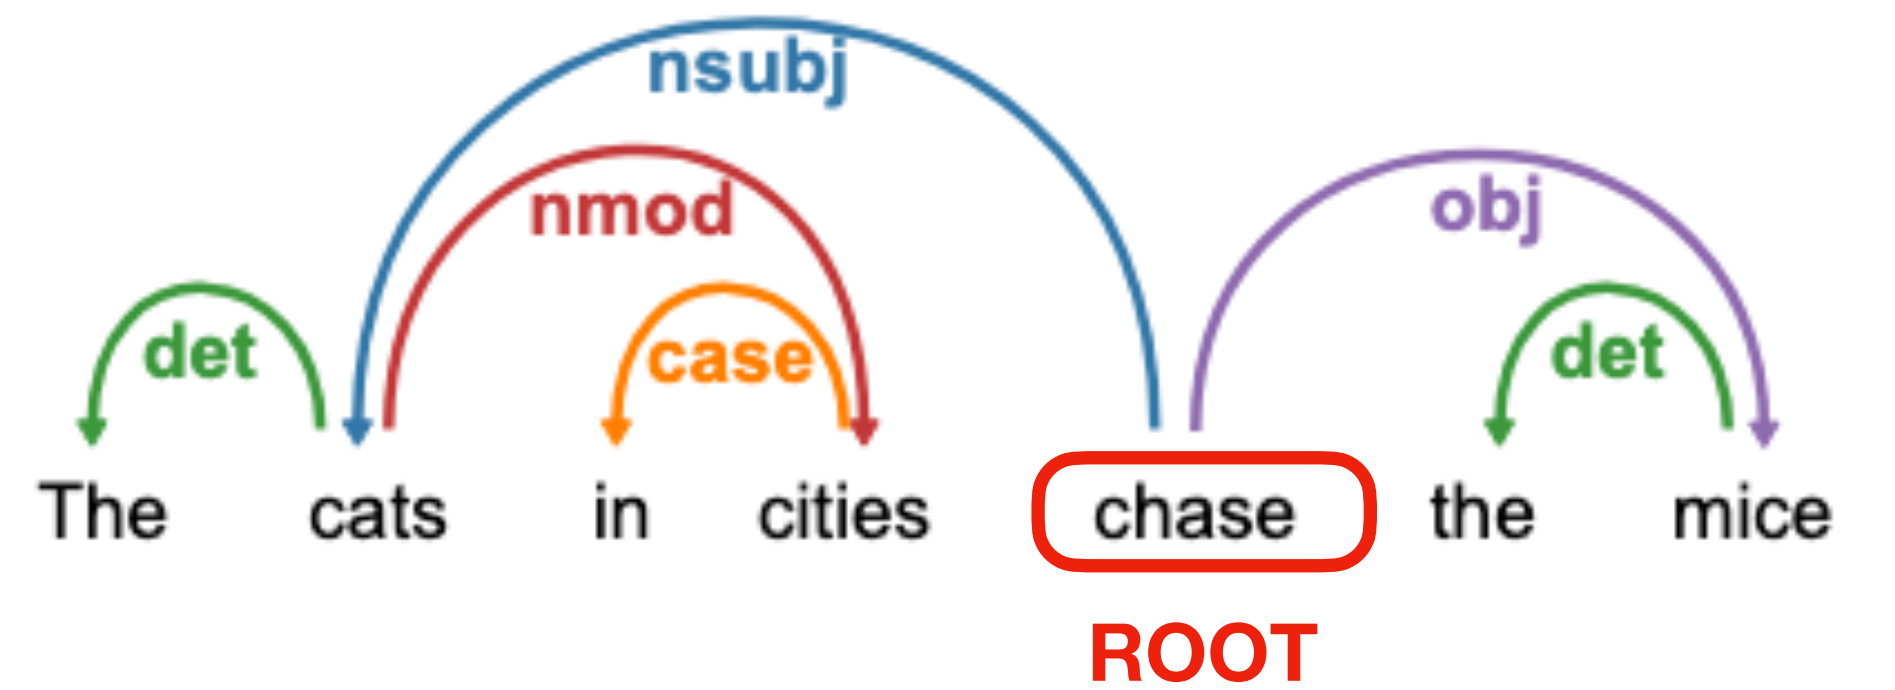 nsubj
nmod obj
det case det
The cats in cities chase the mice
ROOT